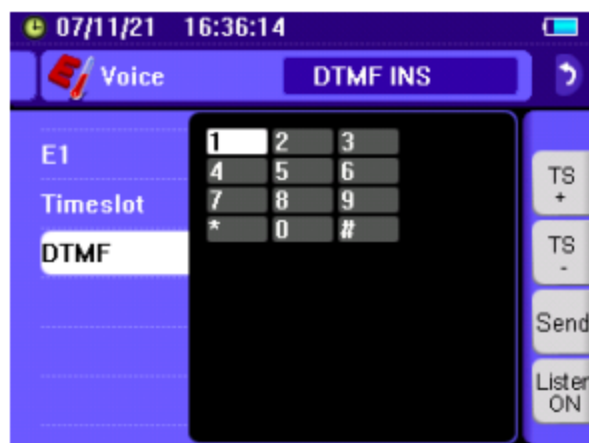 07/11/21 16:36:14
Voice DTMF INS
E1
Timeslot
DTMF
1 2 3
4 5 6
7 8 9
* 0 #
TS
+
TS
-
Send
Listen
ON